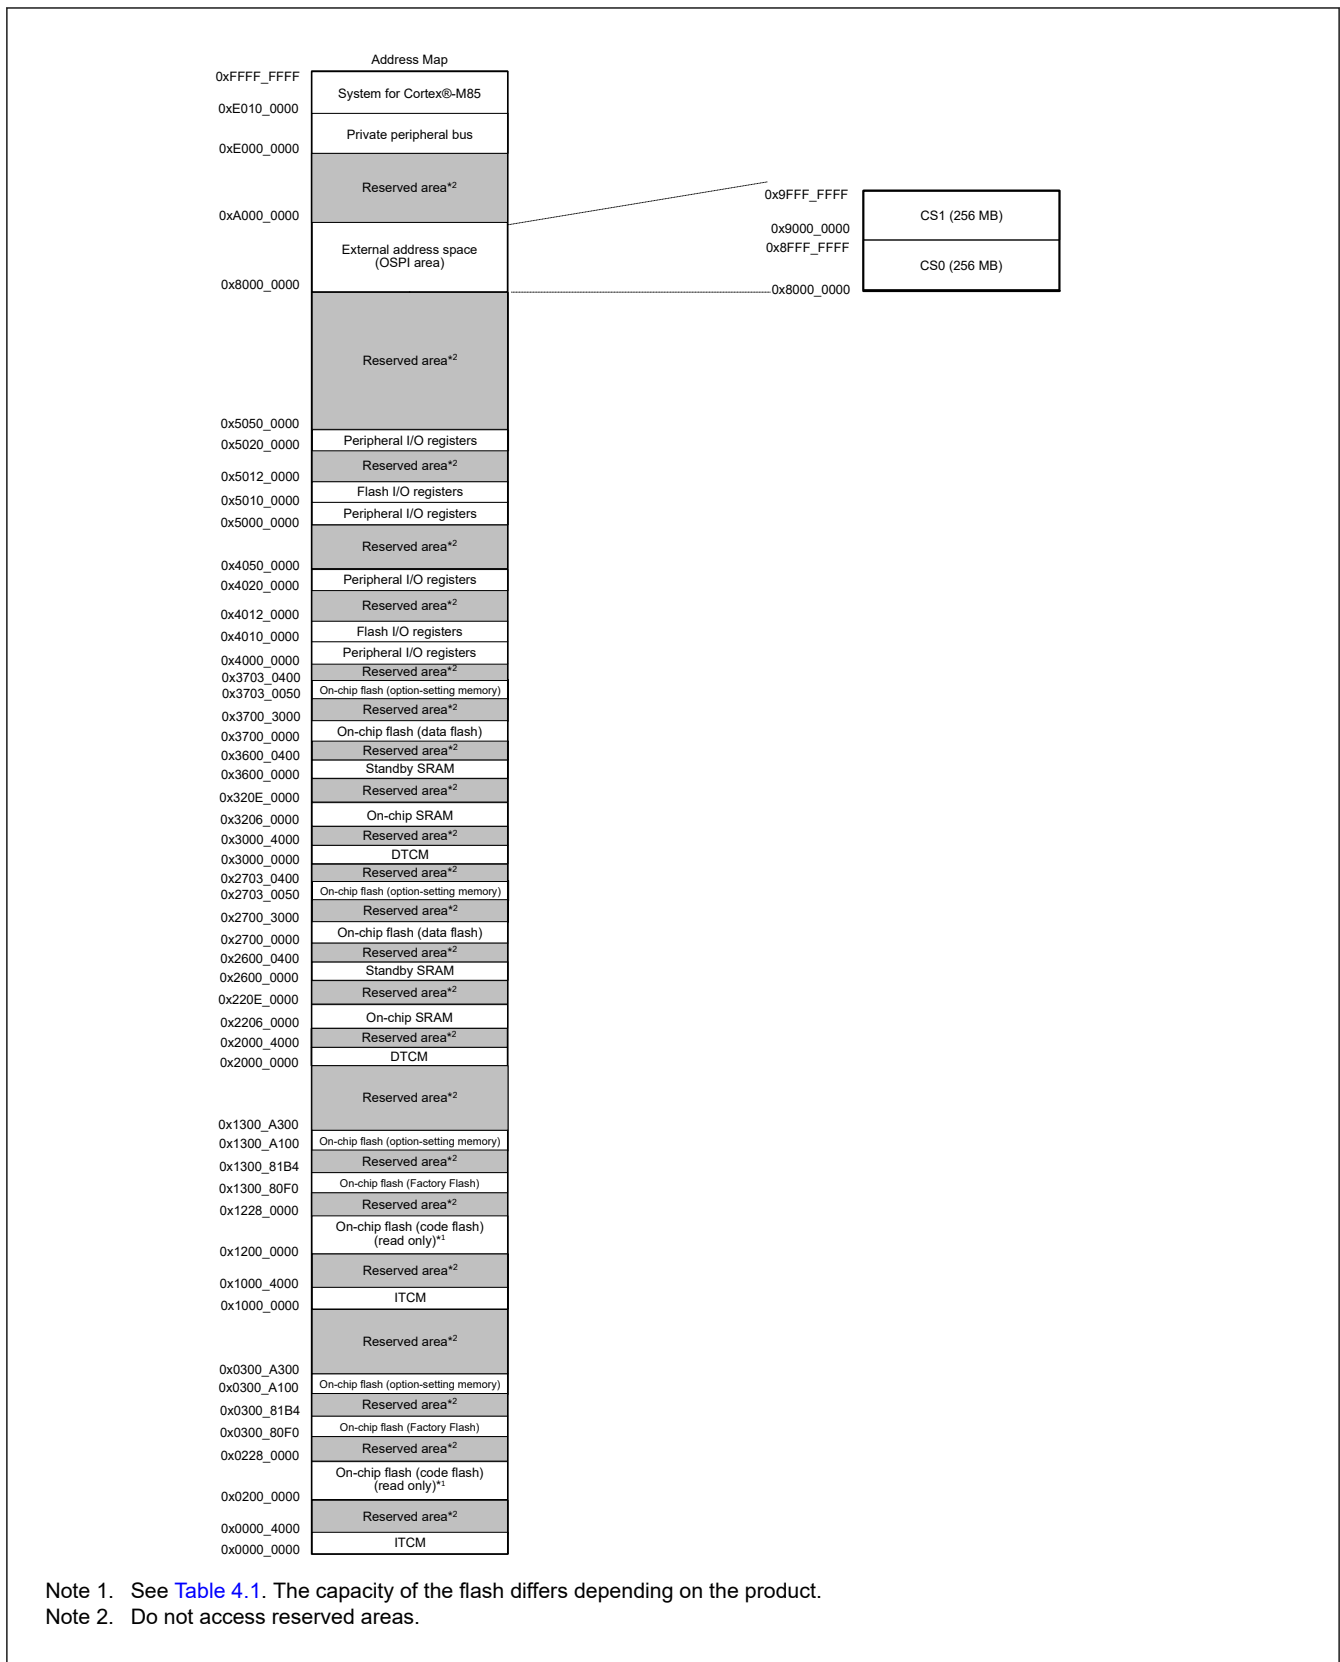 Address Map
0xFFFF_FFFF
System for Cortex®-M85
0xE010_0000
Private peripheral bus
0xE000_0000
Reserved area*2
0x9FFF_FFFF
0xA000_0000
CS1 (256 MB)
0x9000_0000
External address space
(OSPI area)
0x8FFF_FFFF
CS0 (256 MB)
0x8000_0000
0x8000_0000
Reserved area*2
0x5050_0000
Peripheral I/O registers
0x5020_0000
Reserved area*2
0x5012_0000
Flash I/O registers
0x5010_0000
Peripheral I/O registers
0x5000_0000
Reserved area*2
0x4050_0000
Peripheral I/O registers
0x4020_0000
Reserved area*2
0x4012_0000
Flash I/O registers
0x4010_0000
Peripheral I/O registers
0x4000_0000
Reserved area*2
0x3703_0400
On-chip flash (option-setting memory)
0x3703_0050
Reserved area*2
0x3700_3000
On-chip flash (data flash)
0x3700_0000
Reserved area*2
0x3600_0400
Standby SRAM
0x3600_0000
Reserved area*2
0x320E_0000
On-chip SRAM
0x3206_0000
Reserved area*2
0x3000_4000
DTCM
0x3000_0000
Reserved area*2
0x2703_0400
On-chip flash (option-setting memory)
0x2703_0050
Reserved area*2
0x2700_3000
On-chip flash (data flash)
0x2700_0000
Reserved area*2
0x2600_0400
Standby SRAM
0x2600_0000
Reserved area*2
0x220E_0000
On-chip SRAM
0x2206_0000
Reserved area*2
0x2000_4000
DTCM
0x2000_0000
Reserved area*2
0x1300_A300
On-chip flash (option-setting memory)
0x1300_A100
Reserved area*2
0x1300_81B4
On-chip flash (Factory Flash)
0x1300_80F0
Reserved area*2
0x1228_0000
On-chip flash (code flash)
(read only)*1
0x1200_0000
Reserved area*2
0x1000_4000
ITCM
0x1000_0000
Reserved area*2
0x0300_A300
On-chip flash (option-setting memory)
0x0300_A100
Reserved area*2
0x0300_81B4
On-chip flash (Factory Flash)
0x0300_80F0
Reserved area*2
0x0228_0000
On-chip flash (code flash)
(read only)*1
0x0200_0000
Reserved area*2
0x0000_4000
ITCM
0x0000_0000
Note 1. See Table 4.1. The capacity of the flash differs depending on the product.
Note 2. Do not access reserved areas.